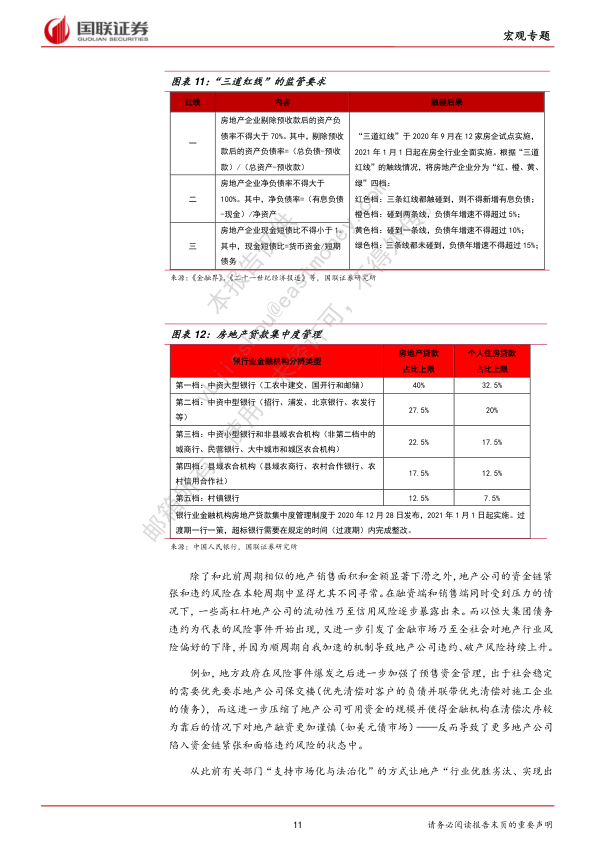 国联证券
GUOLIAN SECURITIES
宏观专题
图表 11：“三道红线”的监管要求
红线 内容 触碰后果
一
房地产企业剔除预收款后的资产负
债率不得大于 70%。其中，剔除预收
款后的资产负债率=（总负债-预收
款）/（总资产-预收款）
二
房地产企业净负债率不得大于
100%。其中，净负债率=（有息负债
-现金）/净资产
三
房地产企业现金短债比不得小于 1。
其中，现金短债比=货币资金/短期
债务
“三道红线”于 2020 年 9 月在 12 家房企试点实施，
2021 年 1 月 1 日起在房全行业全面实施。根据“三道
红线”的触线情况，将房地产企业分为“红、橙、黄、
绿”四档：
红色档：三条红线都触碰到，则不得新增有息负债；
橙色档：碰到两条线，负债年增速不得超过 5%；
黄色档：碰到一条线，负债年增速不得超过 10%；
绿色档：三条线都未碰到，负债年增速不得超过 15%；
来源：《金融界》，《二十一世纪经济报道》等，国联证券研究所
图表 12：房地产贷款集中度管理
银行业金融机构分档类型 房地产贷款
占比上限 个人住房贷款
占比上限
第一档：中资大型银行（工农中建交、国开行和邮储） 40% 32.5%
第二档：中资中型银行（招行、浦发、北京银行、农发行
等） 27.5% 20%
第三档：中资小型银行和非县域农合机构（非第二档中的
城商行、民营银行、大中城市和城区农合机构） 22.5% 17.5%
第四档：县域农合机构（县域农商行、农村合作银行、农
村信用合作社） 17.5% 12.5%
第五档：村镇银行 12.5% 7.5%
银行业金融机构房地产贷款集中度管理制度于 2020 年 12 月 28 日发布，2021 年 1 月 1 日起实施。过
渡期一行一策，超标银行需要在规定的时间（过渡期）内完成整改。
来源：中国人民银行，国联证券研究所
除了和此前周期相似的地产销售面积和金额显著下滑之外，地产公司的资金链紧
张和违约风险在本轮周期中显得尤其不同寻常。在融资端和销售端同时受到压力的情
况下，一些高杠杆地产公司的流动性乃至信用风险逐步暴露出来。而以恒大集团债务
违约为代表的风险事件开始出现，又进一步引发了金融市场乃至全社会对地产行业风
险偏好的下降，并因为顺周期自我加速的机制导致地产公司违约、破产风险持续上升。
例如，地方政府在风险事件爆发之后进一步加强了预售资金管理，出于社会稳定
的需要优先要求地产公司保交楼（优先清偿对客户的负债并联带优先清偿对施工企业
的债务），而这进一步压缩了地产公司可用资金的规模并使得金融机构在清偿次序较
为靠后的情况下对地产融资更加谨慎（如美元债市场）——反而导致了更多地产公司
陷入资金链紧张和面临违约风险的状态中。
从此前有关部门“支持市场化与法治化”的方式让地产“行业优胜劣汰、实现出
11
请务必阅读报告末页的重要声明